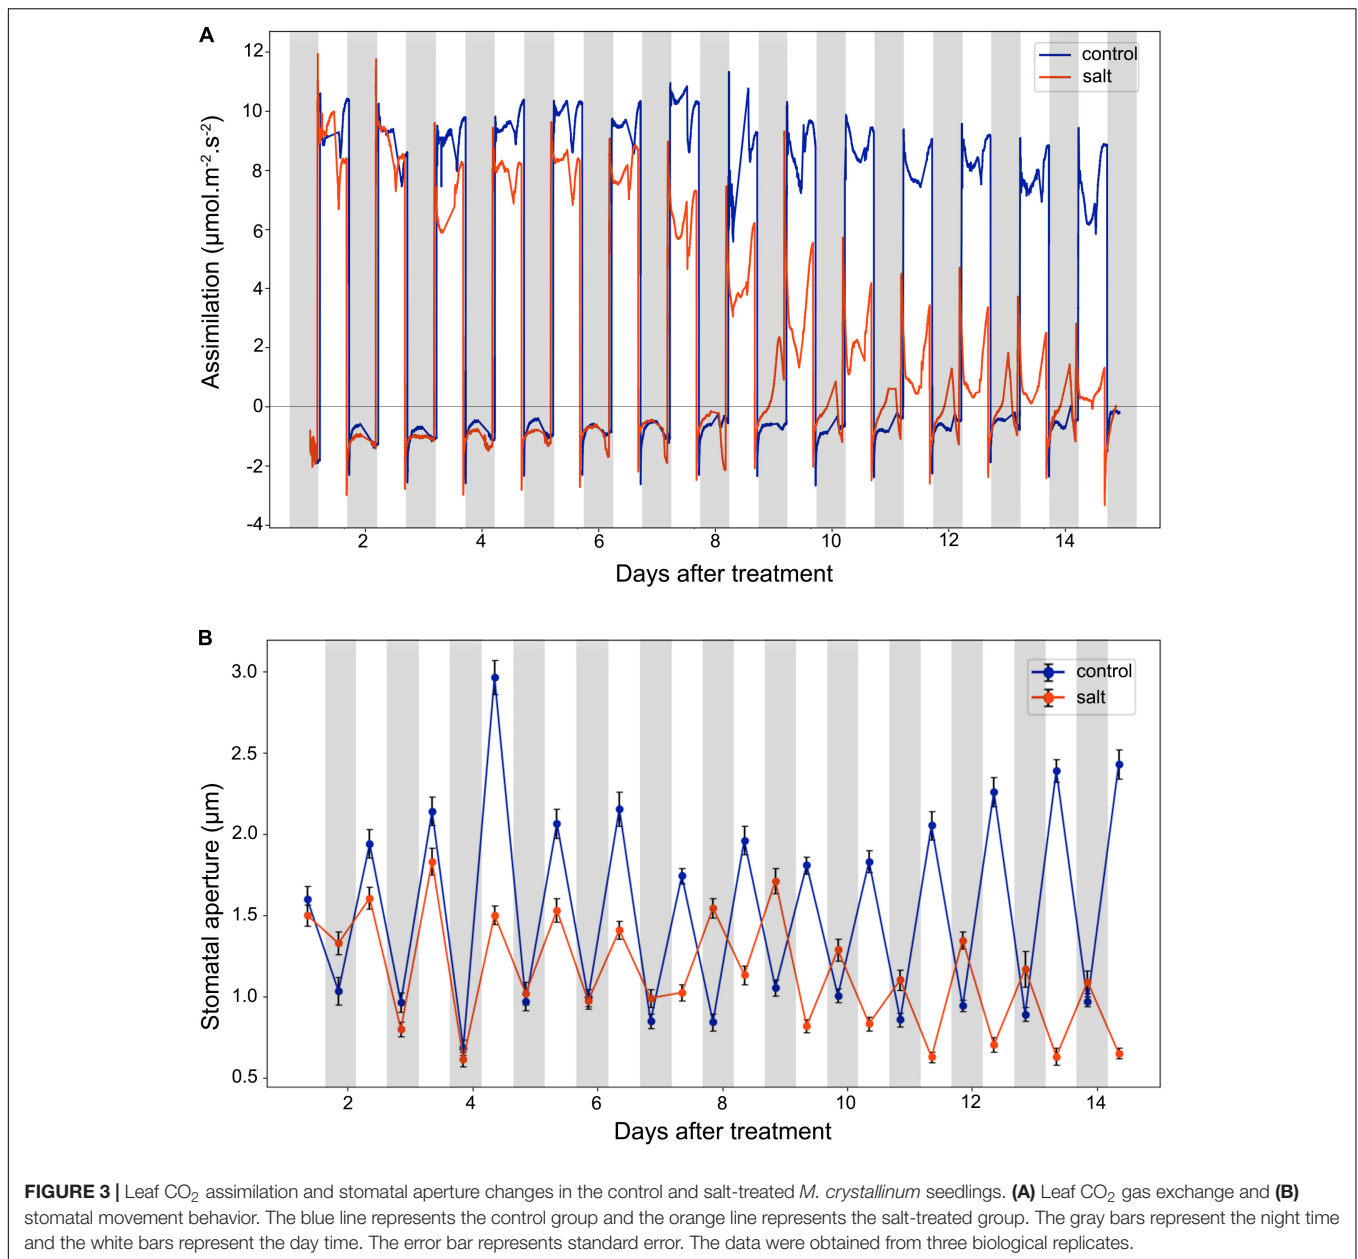 A
control
salt
12
10
8
6
4
2
0
-2
-4
Assimilation (μmol.m⁻².s⁻²)
2
4
6
8
10
12
14
Days after treatment
B
control
salt
3.0
2.5
2.0
1.5
1.0
0.5
Stomatal aperture (μm)
2
4
6
8
10
12
14
Days after treatment
FIGURE 3 | Leaf CO₂ assimilation and stomatal aperture changes in the control and salt-treated M. crystallinum seedlings. (A) Leaf CO₂ gas exchange and (B)
stomatal movement behavior. The blue line represents the control group and the orange line represents the salt-treated group. The gray bars represent the night time
and the white bars represent the day time. The error bar represents standard error. The data were obtained from three biological replicates.